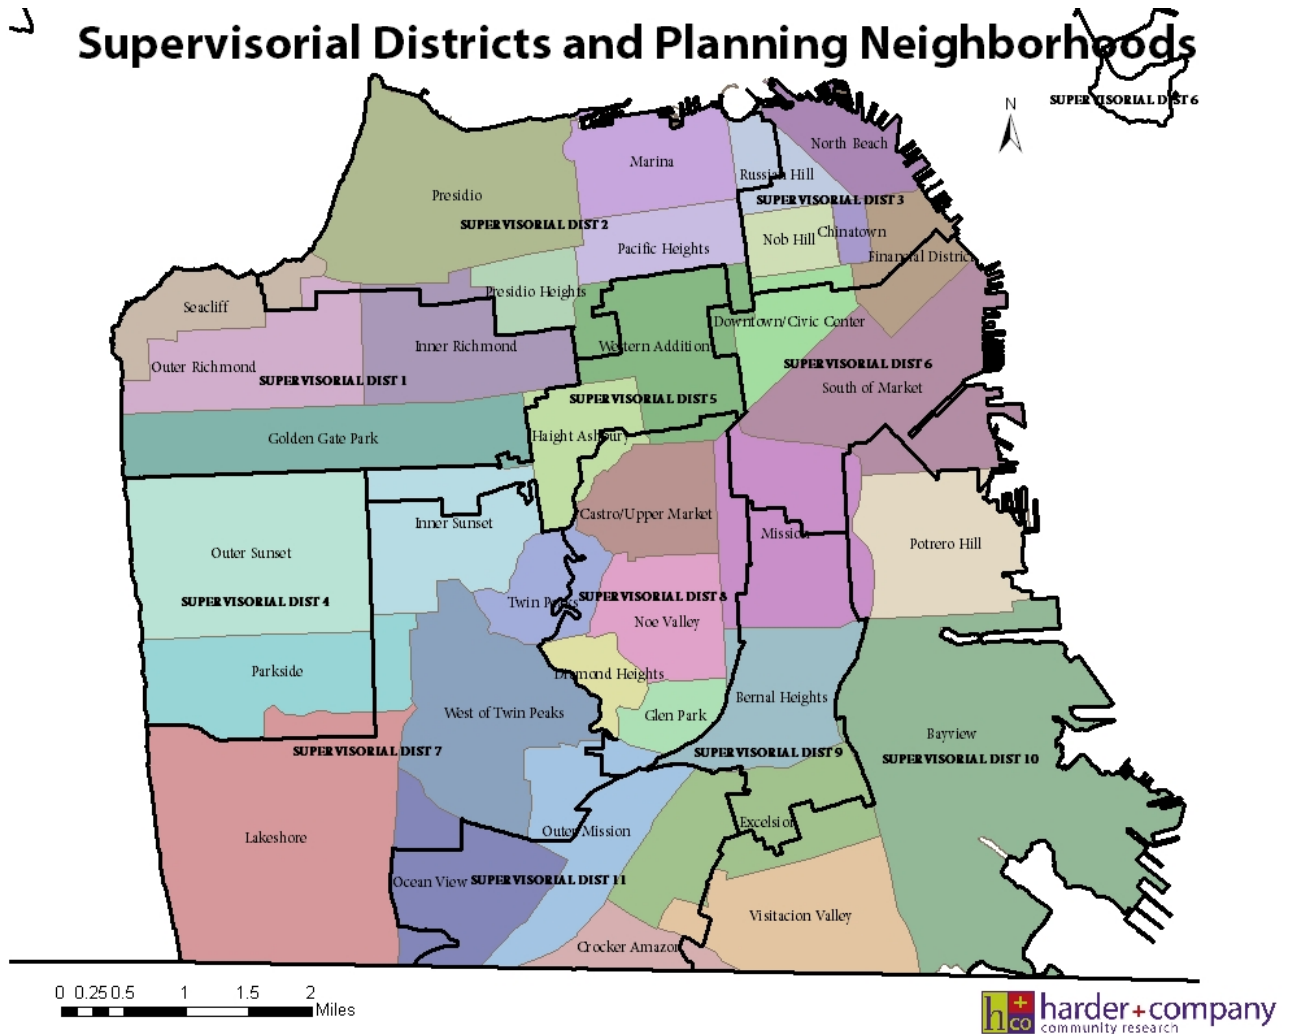 Supervisorial Districts and Planning Neighborhoods
SUPERVISORIAL DIST 6
N
North Beach
Marina
Russian Hill
Presidio
SUPERVISORIAL DIST 3
SUPERVISORIAL DIST 2
Chinatown
Nob Hill
Pacific Heights
Financial District
Presidio Heights
Seacliff
Downtown/Civic Center
Inner Richmond
Western Addition
Outer Richmond
SUPERVISORIAL DIST 6
SUPERVISORIAL DIST 1
South of Market
SUPERVISORIAL DIST 5
Golden Gate Park
Haight Ashbury
Castro/Upper Market
Inner Sunset
Mission
Potrero Hill
Outer Sunset
SUPERVISORIAL DIST 4
Twin Peaks
SUPERVISORIAL DIST 8
Noe Valley
Parkside
Diamond Heights
Bernal Heights
West of Twin Peaks
Glen Park
Bayview
SUPERVISORIAL DIST 7
SUPERVISORIAL DIST 9
SUPERVISORIAL DIST 10
Excelsior
Outer Mission
Lakeshore
Ocean View
SUPERVISORIAL DIST 11
Visitacion Valley
Crocker Amazon
0 0.25 0.5 1 1.5 2
Miles
h+co
harder+company
community research